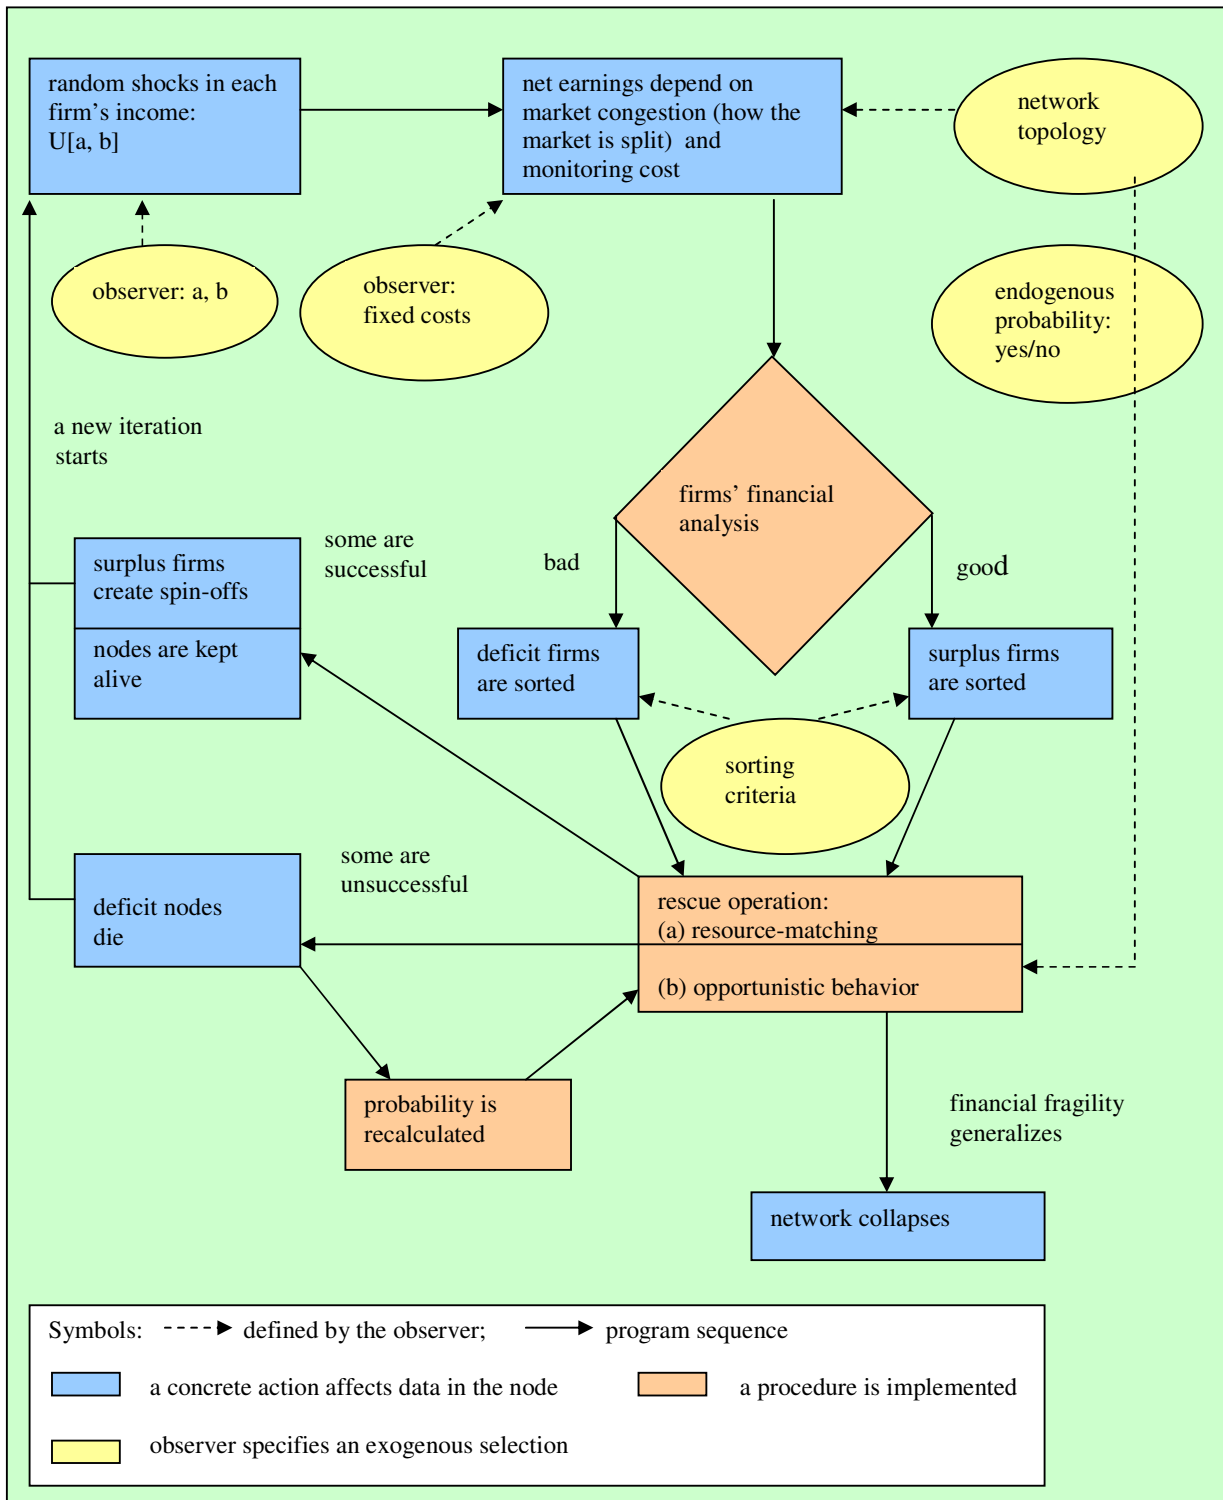 random shocks in each
firm's income:
U[a, b]
net earnings depend on
market congestion (how the
market is split) and
monitoring cost
network
topology
observer: a, b
observer:
fixed costs
endogenous
probability:
yes/no
a new iteration
starts
firms' financial
analysis
bad
good
surplus firms
create spin-offs
some are
successful
nodes are kept
alive
deficit firms
are sorted
surplus firms
are sorted
sorting
criteria
some are
unsuccessful
deficit nodes
die
rescue operation:
(a) resource-matching
(b) opportunistic behavior
probability is
recalculated
financial fragility
generalizes
network collapses
Symbols: defined by the observer; program sequence
a concrete action affects data in the node
a procedure is implemented
observer specifies an exogenous selection